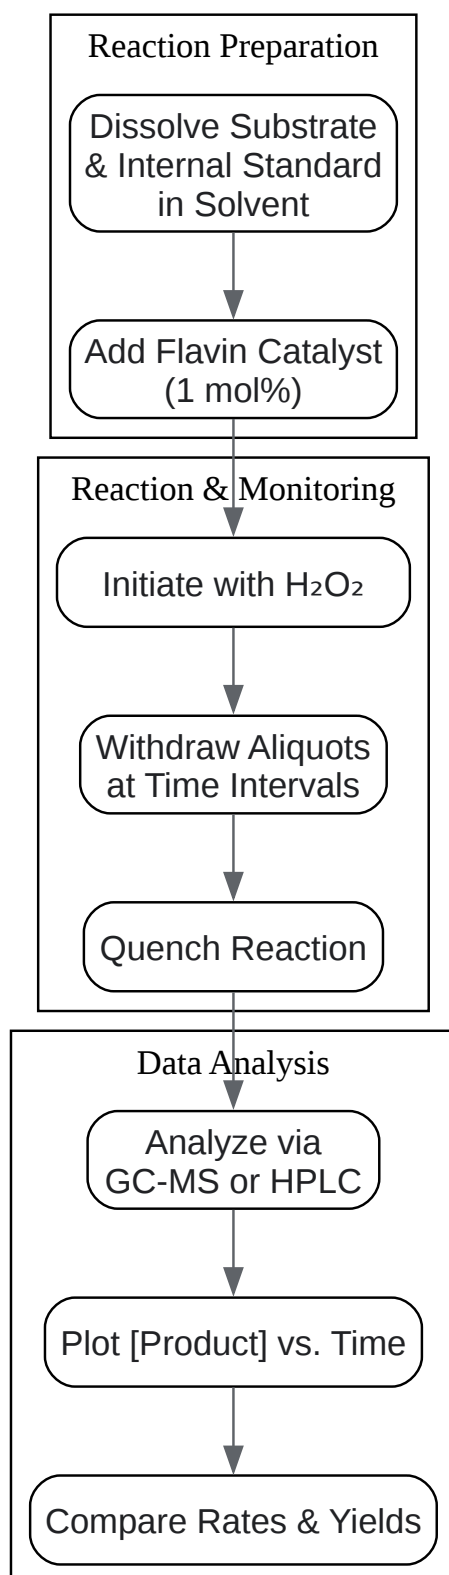 Reaction Preparation
Dissolve Substrate
& Internal Standard
in Solvent
Add Flavin Catalyst
(1 mol%)
Reaction & Monitoring
Initiate with H₂O₂
Withdraw Aliquots
at Time Intervals
Quench Reaction
Data Analysis
Analyze via
GC-MS or HPLC
Plot [Product] vs. Time
Compare Rates & Yields